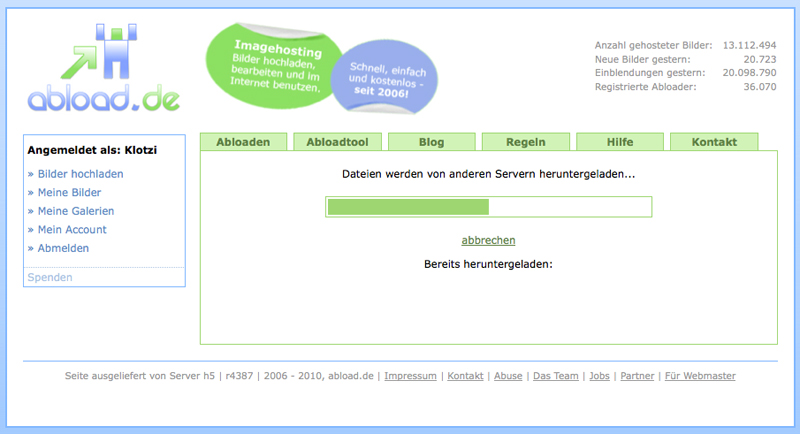 abload.de
Imagehosting
Bilder hochladen,
bearbeiten und im
Internet benutzen.
Schnell, einfach
und kostenlos -
seit 2006!
Anzahl gehosteter Bilder: 13.112.494
Neue Bilder gestern: 20.723
Einblendungen gestern: 20.098.790
Registrierte Abloader: 36.070
Angemeldet als: Klotzi
» Bilder hochladen
» Meine Bilder
» Meine Galerien
» Mein Account
» Abmelden
Spenden
Abloaden Abloadtool Blog Regeln Hilfe Kontakt
Dateien werden von anderen Servern heruntergeladen...
abbrechen
Bereits heruntergeladen:
Seite ausgeliefert von Server h5 | r4387 | 2006 - 2010, abload.de | Impressum | Kontakt | Abuse | Das Team | Jobs | Partner | Für Webmaster